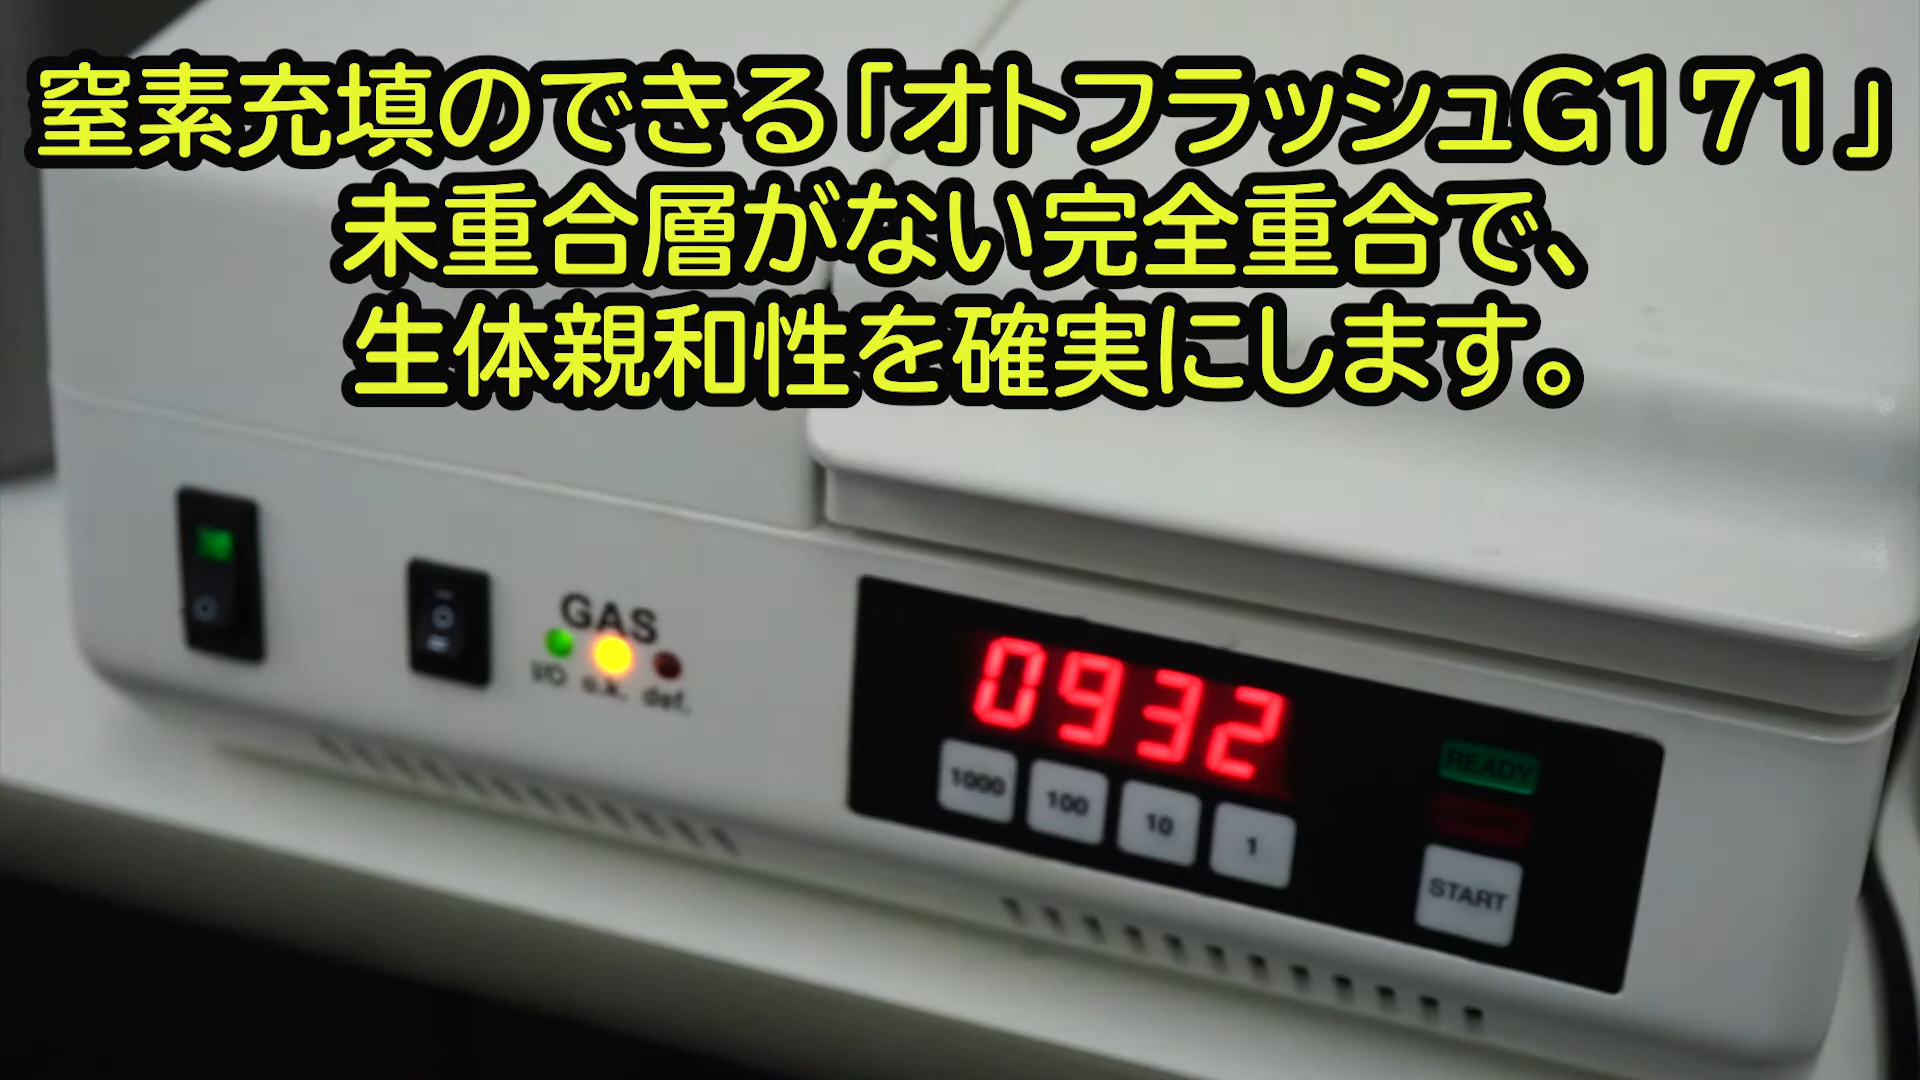 窒素充填のできる「オトフラッシュG171」
未重合層がない完全重合で、
生体親和性を確実にします。
GAS
I/O o.k. def.
0932
1000 100 10 1
READY
START